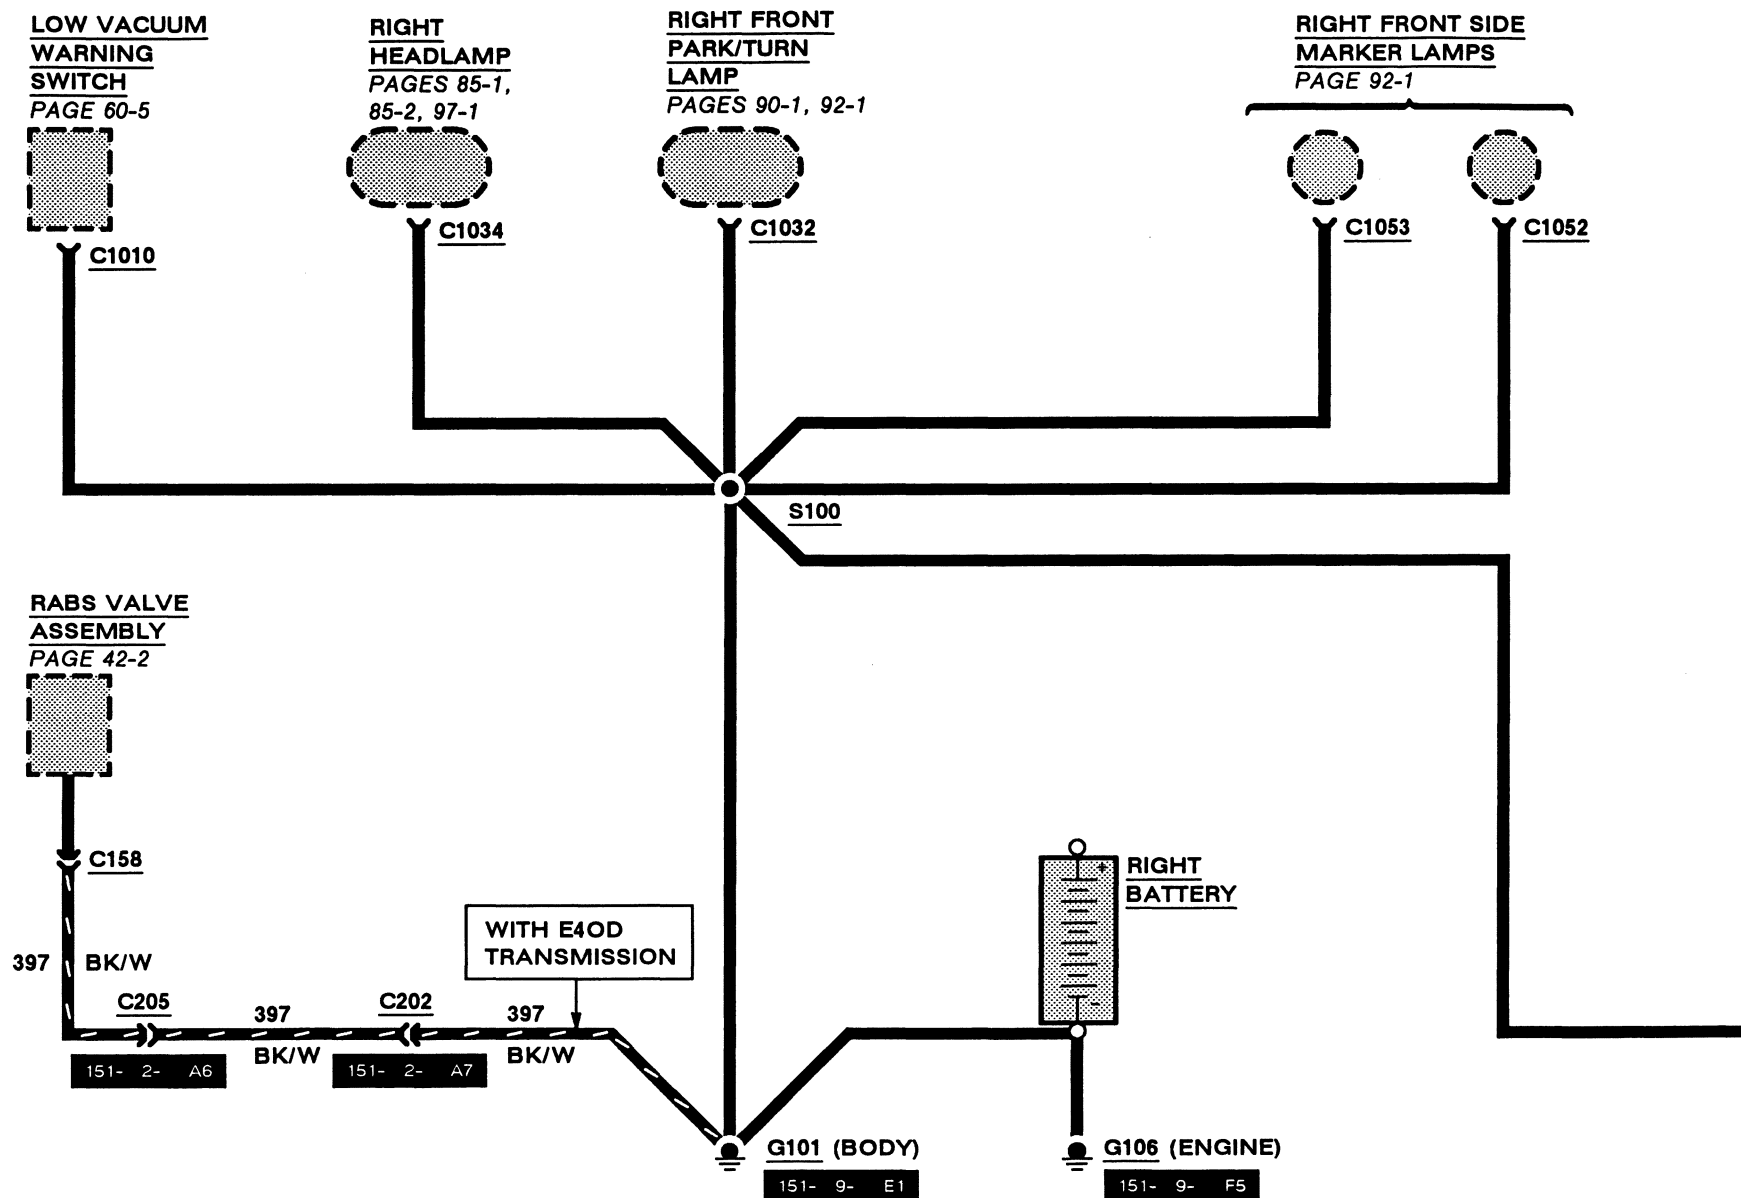 LOW VACUUM
WARNING
SWITCH
PAGE 60-5
RIGHT
HEADLAMP
PAGES 85-1,
85-2, 97-1
RIGHT FRONT
PARK/TURN
LAMP
PAGES 90-1, 92-1
RIGHT FRONT SIDE
MARKER LAMPS
PAGE 92-1
C1010
C1034
C1032
C1053
C1052
S100
RABS VALVE
ASSEMBLY
PAGE 42-2
C158
RIGHT
BATTERY
+
-
WITH E4OD
TRANSMISSION
397
BK/W
C205
397
BK/W
C202
397
BK/W
151- 2- A6
151- 2- A7
G101 (BODY)
151- 9- E1
G106 (ENGINE)
151- 9- F5